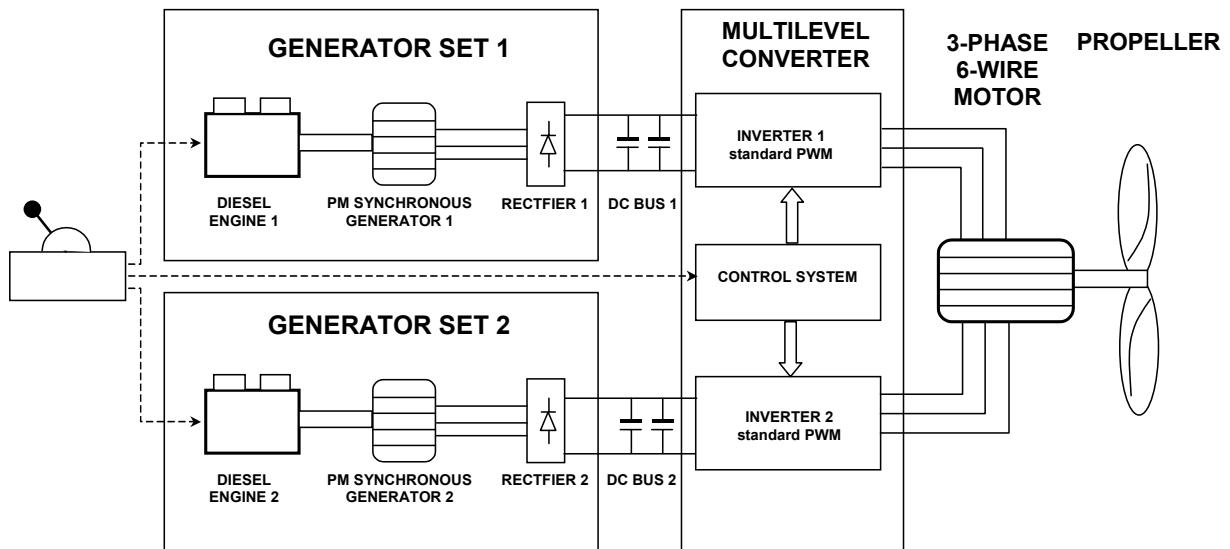 GENERATOR SET 1
DIESEL
ENGINE 1
PM SYNCHRONOUS
GENERATOR 1
RECTFIER 1
DC BUS 1
MULTILEVEL
CONVERTER
INVERTER 1
standard PWM
CONTROL SYSTEM
INVERTER 2
standard PWM
3-PHASE
6-WIRE
MOTOR
PROPELLER
GENERATOR SET 2
DIESEL
ENGINE 2
PM SYNCHRONOUS
GENERATOR 2
RECTFIER 2
DC BUS 2